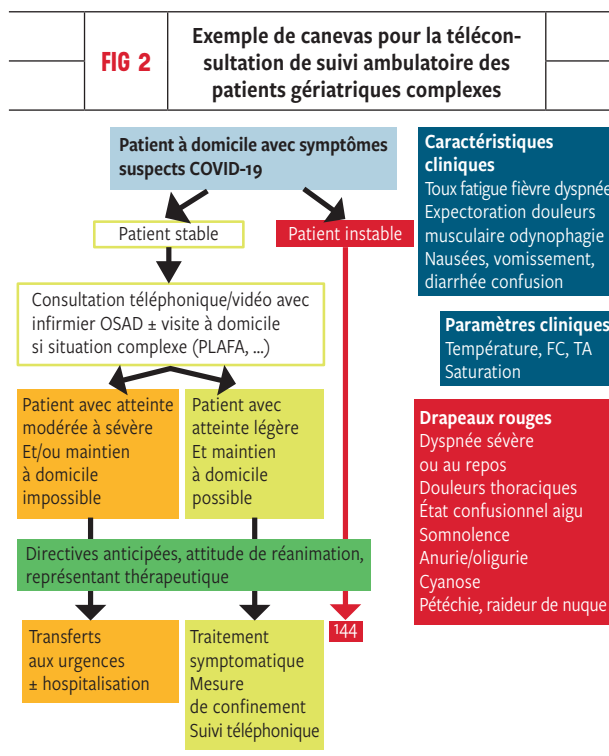 FIG 2
Exemple de canevas pour la télécon-
sultation de suivi ambulatoire des
patients gériatriques complexes
Patient à domicile avec symptômes
suspects COVID-19
Patient stable
Patient instable
Consultation téléphonique/vidéo avec
infirmier OSAD ± visite à domicile
si situation complexe (PLAFA, ...)
Patient avec atteinte
modérée à sévère
Et/ou maintien
à domicile
impossible
Patient avec
atteinte légère
Et maintien
à domicile
possible
Directives anticipées, attitude de réanimation,
représentant thérapeutique
Transferts
aux urgences
± hospitalisation
Traitement
symptomatique
Mesure
de confinement
Suivi téléphonique
144
Caractéristiques
cliniques
Toux fatigue fièvre dyspnée
Expectoration douleurs
musculaire odynophagie
Nausées, vomissement,
diarrhée confusion
Paramètres cliniques
Température, FC, TA
Saturation
Drapeaux rouges
Dyspnée sévère
ou au repos
Douleurs thoraciques
État confusionnel aigu
Somnolence
Anurie/oligurie
Cyanose
Pétéchie, raideur de nuque